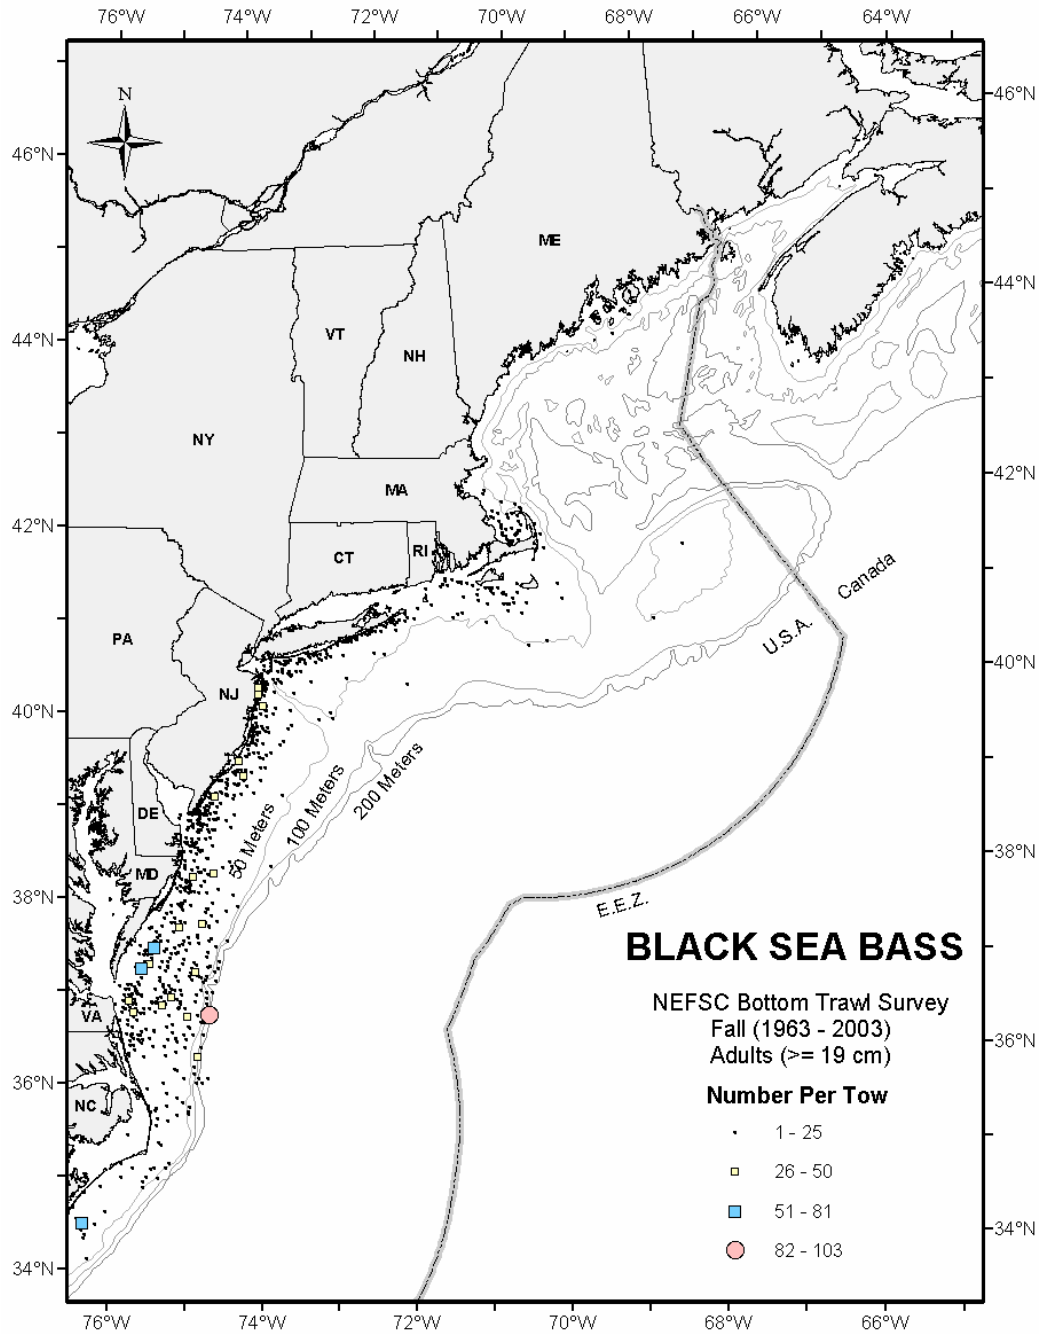 76°W 74°W 72°W 70°W 68°W 66°W 64°W
N
46°N
46°N
ME
44°N
VT
44°N
NH
NY
42°N
MA
42°N
CT
RI
Canada
PA
U.S.A.
40°N
NJ
40°N
200 Meters
100 Meters
50 Meters
DE
38°N
MD
38°N
E.E.Z.
BLACK SEA BASS
NEFSC Bottom Trawl Survey
VA
Fall (1963 - 2003)
36°N
Adults (>= 19 cm)
36°N
Number Per Tow
NC
1 - 25
26 - 50
51 - 81
34°N
82 - 103
34°N
76°W 74°W 72°W 70°W 68°W 66°W